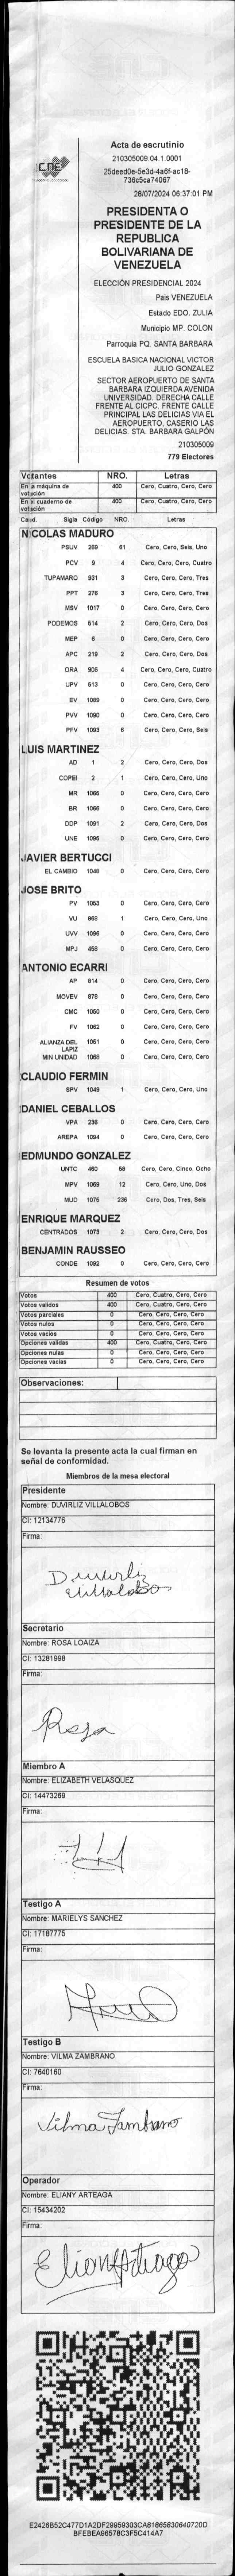 CNE
Acta de escrutinio
210305009.04.1.0001
25deed0e-5e3d-4a6f-ac18-
736c5ca74067
28/07/2024 06:37:01 PM
PRESIDENTA O
PRESIDENTE DE LA
REPUBLICA
BOLIVARIANA DE
VENEZUELA
ELECCIÓN PRESIDENCIAL 2024
País VENEZUELA
Estado EDO. ZULIA
Municipio MP. COLON
Parroquia PQ. SANTA BARBARA
ESCUELA BASICA NACIONAL VICTOR
JULIO GONZALEZ
SECTOR AEROPUERTO DE SANTA
BARBARA IZQUIERDA AVENIDA
UNIVERSIDAD. DERECHA CALLE
FRENTE AL CICPC. FRENTE CALLE
PRINCIPAL LAS DELICIAS VIA EL
AEROPUERTO, CASERIO LAS
DELICIAS. STA. BARBARA GALPÓN
210305009
779 Electores
Votantes NRO. Letras
En la máquina de votación 400 Cero, Cuatro, Cero, Cero
En el cuaderno de votación 400 Cero, Cuatro, Cero, Cero
Cand. Sigla Código NRO. Letras
NICOLAS MADURO
PSUV 269 61 Cero, Cero, Seis, Uno
PCV 9 4 Cero, Cero, Cero, Cuatro
TUPAMARO 931 3 Cero, Cero, Cero, Tres
PPT 276 3 Cero, Cero, Cero, Tres
MSV 1017 0 Cero, Cero, Cero, Cero
PODEMOS 514 2 Cero, Cero, Cero, Dos
MEP 6 0 Cero, Cero, Cero, Cero
APC 219 2 Cero, Cero, Cero, Dos
ORA 906 4 Cero, Cero, Cero, Cuatro
UPV 613 0 Cero, Cero, Cero, Cero
EV 1089 0 Cero, Cero, Cero, Cero
PVV 1090 0 Cero, Cero, Cero, Cero
PFV 1093 6 Cero, Cero, Cero, Seis
LUIS MARTINEZ
AD 1 2 Cero, Cero, Cero, Dos
COPEI 2 1 Cero, Cero, Cero, Uno
MR 1065 0 Cero, Cero, Cero, Cero
BR 1066 0 Cero, Cero, Cero, Cero
DDP 1091 2 Cero, Cero, Cero, Dos
UNE 1095 0 Cero, Cero, Cero, Cero
JAVIER BERTUCCI
EL CAMBIO 1048 0 Cero, Cero, Cero, Cero
JOSE BRITO
PV 1053 0 Cero, Cero, Cero, Cero
VU 868 1 Cero, Cero, Cero, Uno
UVV 1096 0 Cero, Cero, Cero, Cero
MPJ 458 0 Cero, Cero, Cero, Cero
ANTONIO ECARRI
AP 814 0 Cero, Cero, Cero, Cero
MOVEV 878 0 Cero, Cero, Cero, Cero
CMC 1050 0 Cero, Cero, Cero, Cero
FV 1062 0 Cero, Cero, Cero, Cero
ALIANZA DEL LAPIZ 1051 0 Cero, Cero, Cero, Cero
MIN UNIDAD 1068 0 Cero, Cero, Cero, Cero
CLAUDIO FERMIN
SPV 1049 1 Cero, Cero, Cero, Uno
DANIEL CEBALLOS
VPA 236 0 Cero, Cero, Cero, Cero
AREPA 1094 0 Cero, Cero, Cero, Cero
EDMUNDO GONZALEZ
UNTC 460 58 Cero, Cero, Cinco, Ocho
MPV 1069 12 Cero, Cero, Uno, Dos
MUD 1075 236 Cero, Dos, Tres, Seis
ENRIQUE MARQUEZ
CENTRADOS 1073 2 Cero, Cero, Cero, Dos
BENJAMIN RAUSSEO
CONDE 1092 0 Cero, Cero, Cero, Cero
Resumen de votos
Votos 400 Cero, Cuatro, Cero, Cero
Votos validos 400 Cero, Cuatro, Cero, Cero
Votos parciales 0 Cero, Cero, Cero, Cero
Votos nulos 0 Cero, Cero, Cero, Cero
Votos vacios 0 Cero, Cero, Cero, Cero
Opciones validas 400 Cero, Cuatro, Cero, Cero
Opciones nulas 0 Cero, Cero, Cero, Cero
Opciones vacias 0 Cero, Cero, Cero, Cero
Observaciones:
Se levanta la presente acta la cual firman en
señal de conformidad.
Miembros de la mesa electoral
Presidente
Nombre: DUVIRLIZ VILLALOBOS
CI: 12134776
Firma:
Duvirliz
Villalobos
Secretario
Nombre: ROSA LOAIZA
CI: 13281998
Firma:
Rosa
Miembro A
Nombre: ELIZABETH VELASQUEZ
CI: 14473269
Firma:
Testigo A
Nombre: MARIELYS SANCHEZ
CI: 17187775
Firma:
Testigo B
Nombre: VILMA ZAMBRANO
CI: 7640160
Firma:
Vilma Zambrano
Operador
Nombre: ELIANY ARTEAGA
CI: 15434202
Firma:
ElianyArteaga
E2426B52C477D1A2DF29959303CA81865830640720D
BFEBEA96578C3F5C414A7